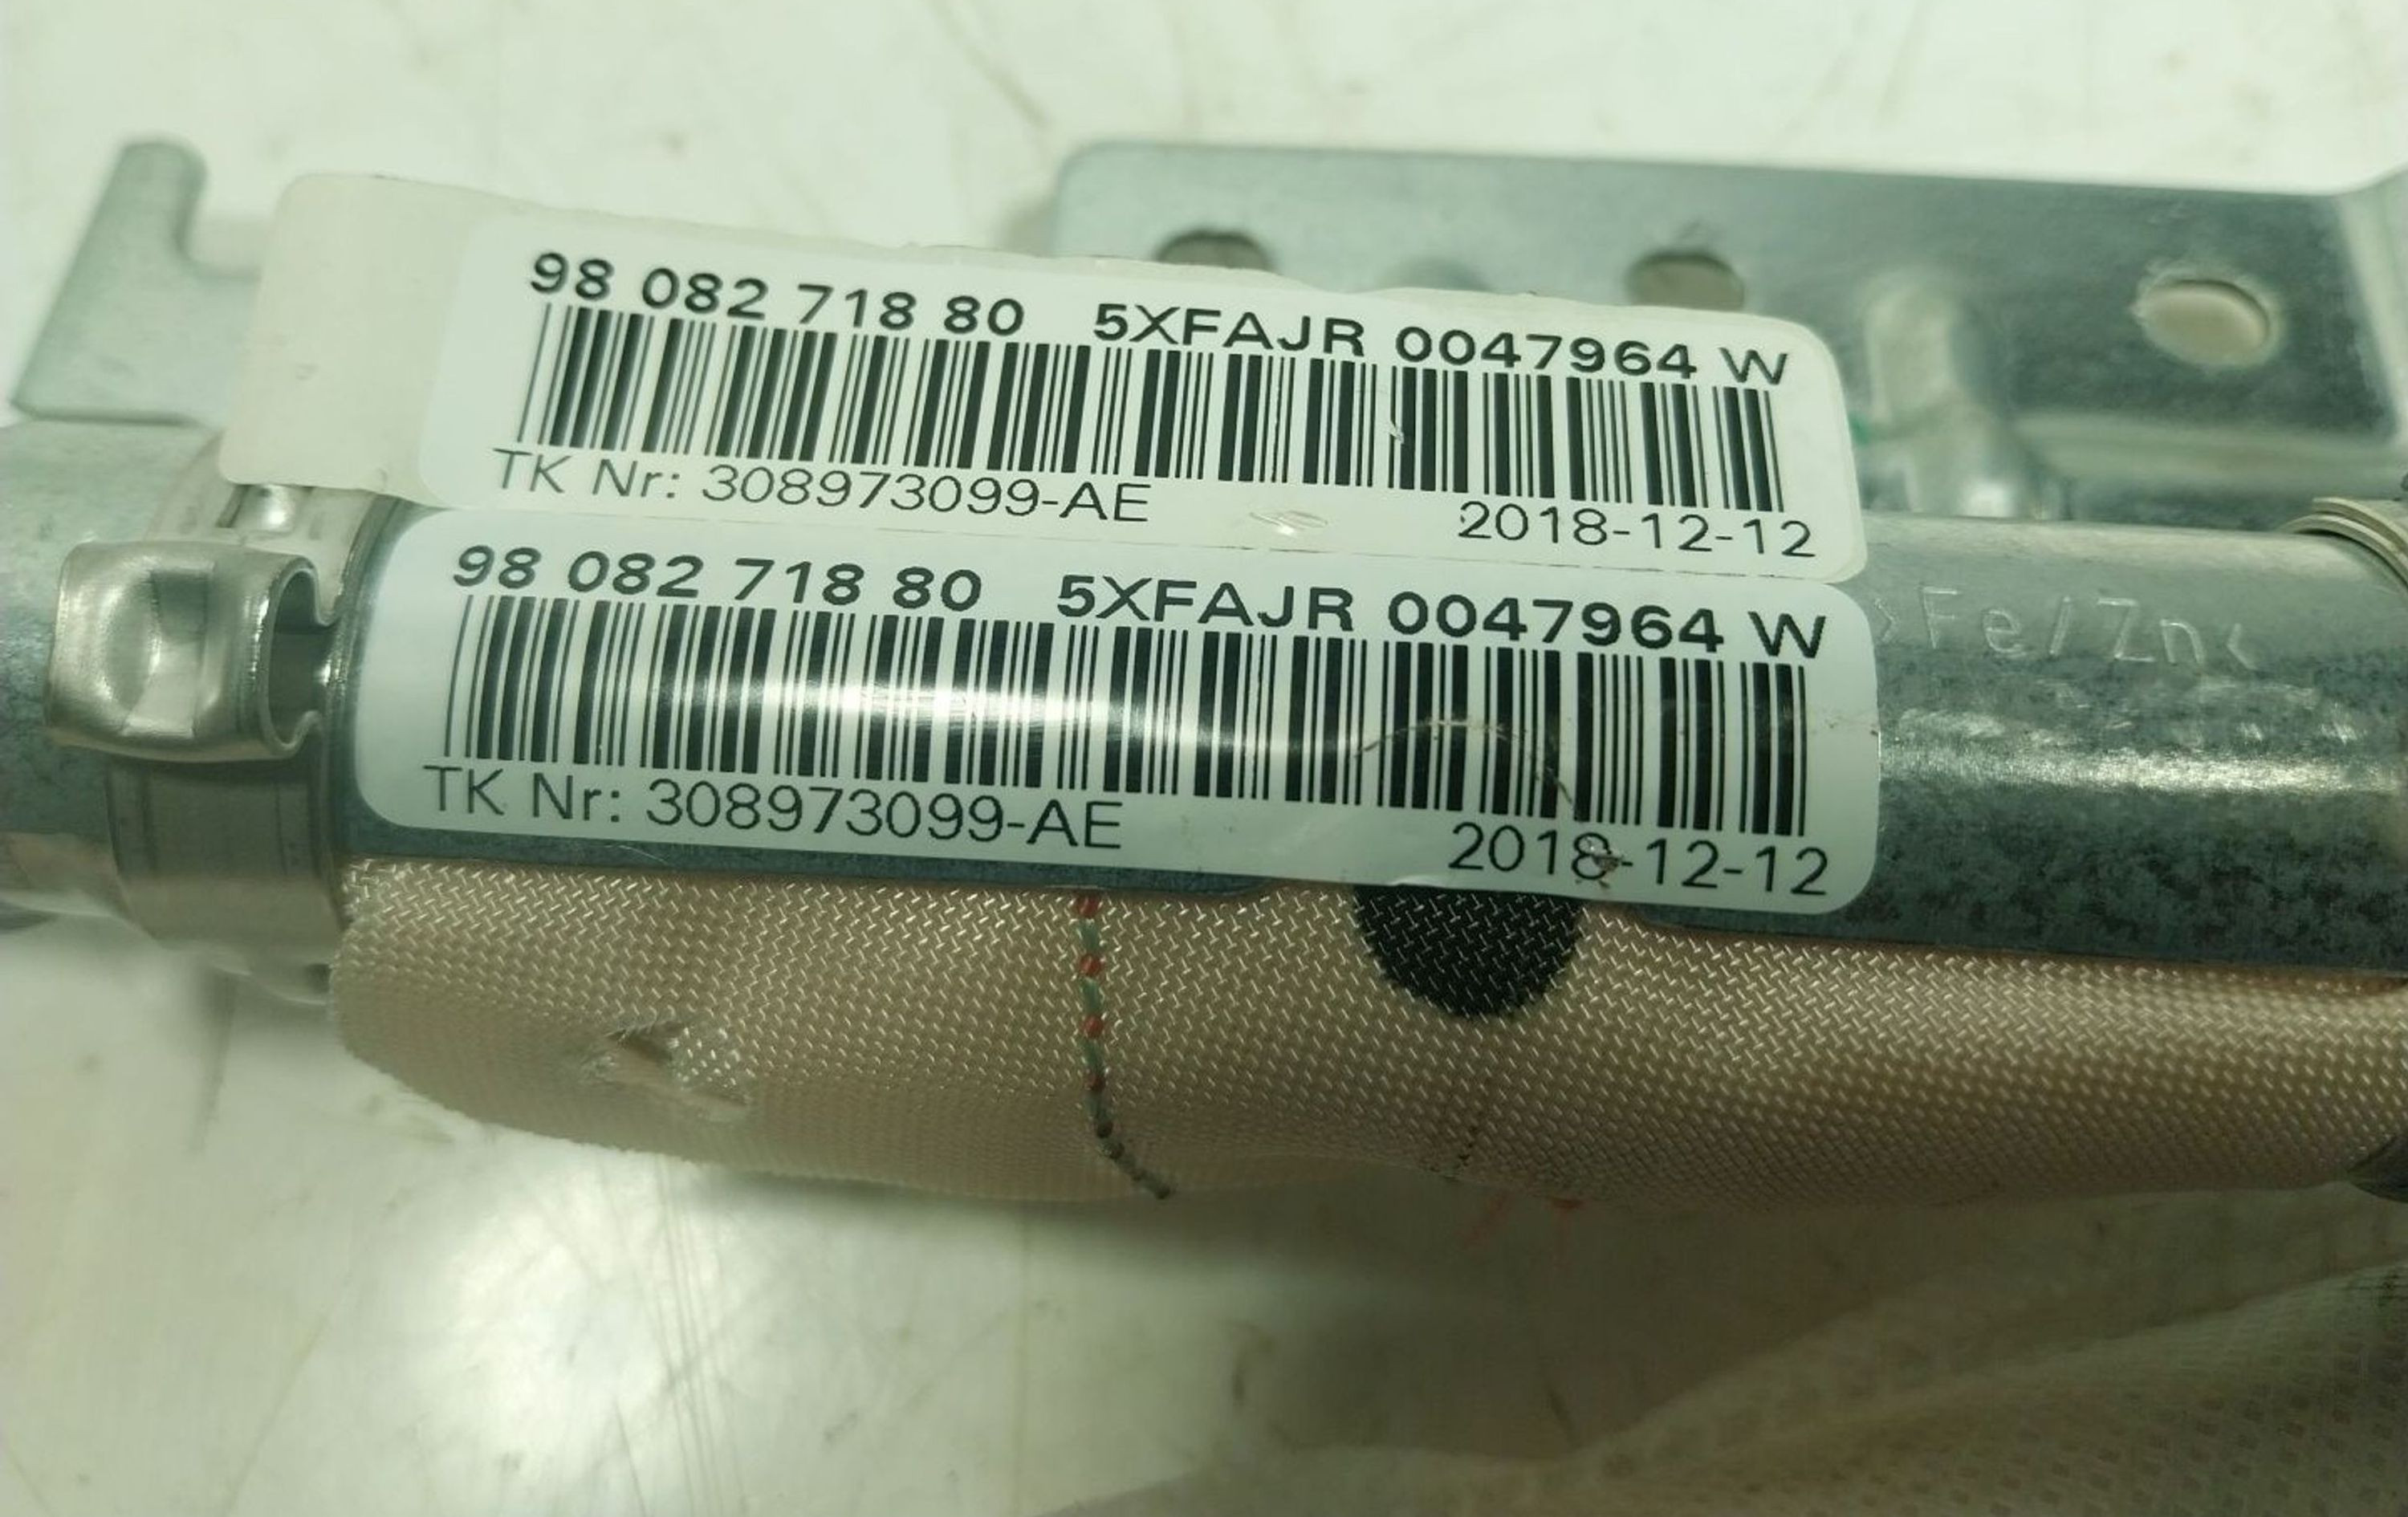 98 082 718 80 5XFAJR 0047964 W
TK Nr: 308973099-AE 2018-12-12
98 082 718 80 5XFAJR 0047964 W
TK Nr: 308973099-AE 2018-12-12
>Fe/Zn<